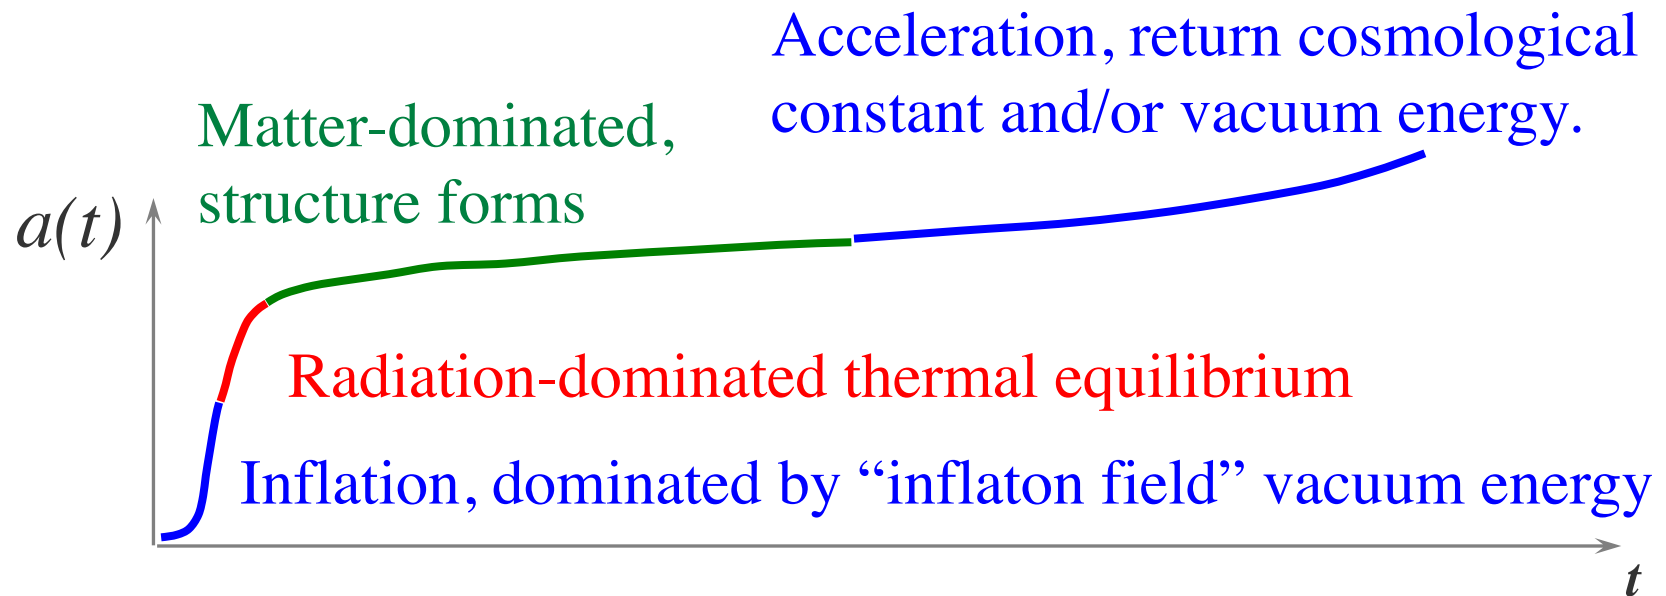 Acceleration, return cosmological
constant and/or vacuum energy.
Matter-dominated,
structure forms
a(t)
Radiation-dominated thermal equilibrium
Inflation, dominated by “inflaton field” vacuum energy
t